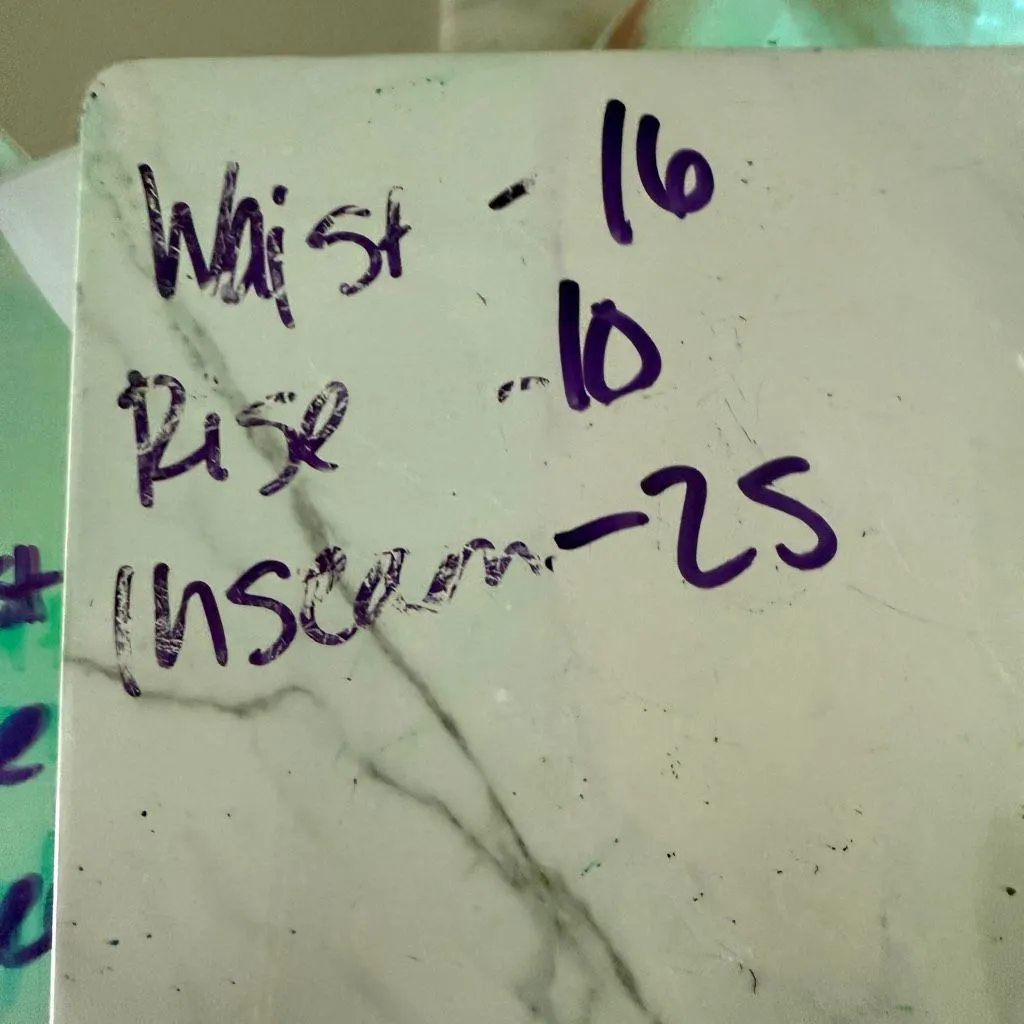 Waist - 16
Rise - 10
Inseam - 25